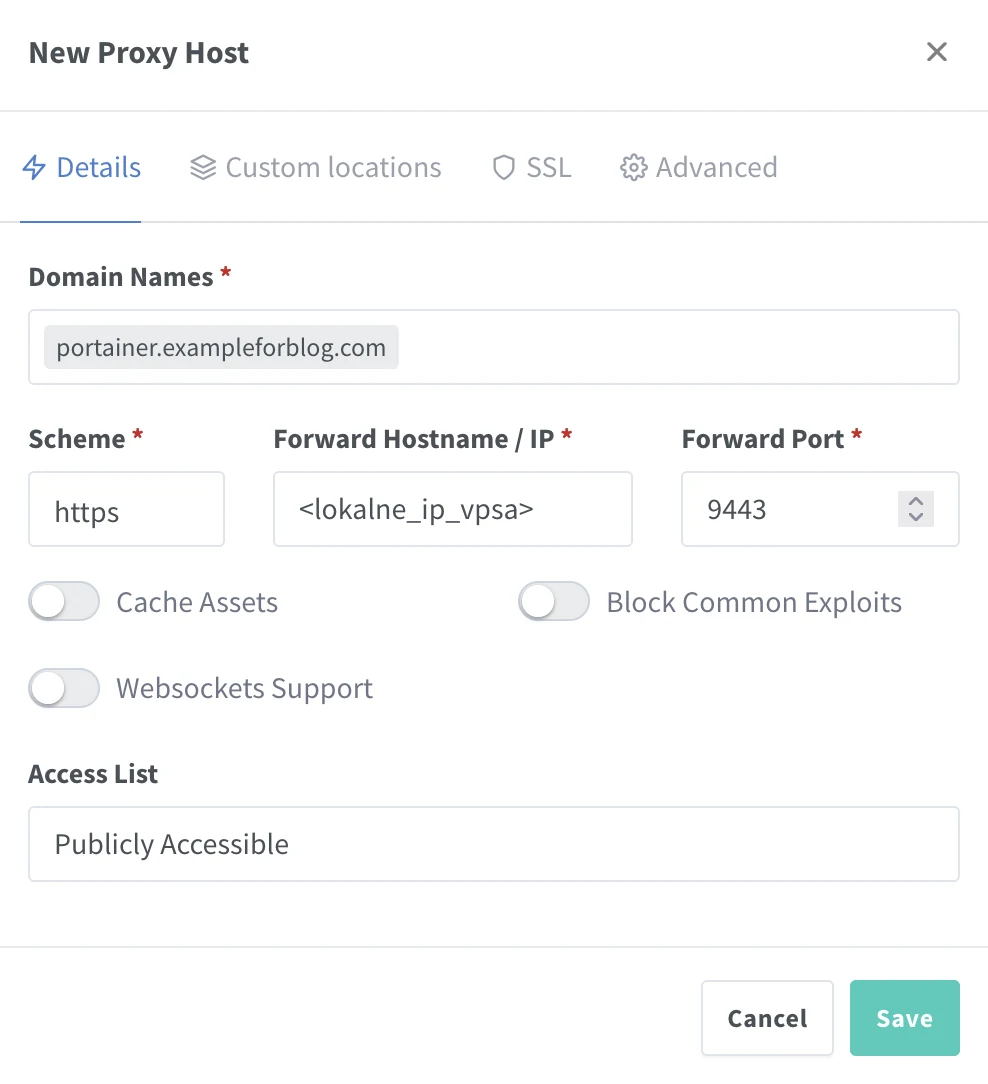 New Proxy Host
Details Custom locations SSL Advanced
Domain Names *
portainer.exampleforblog.com
Scheme * Forward Hostname / IP * Forward Port *
https <lokalne_ip_vpsa> 9443
Cache Assets Block Common Exploits
Websockets Support
Access List
Publicly Accessible
Cancel Save